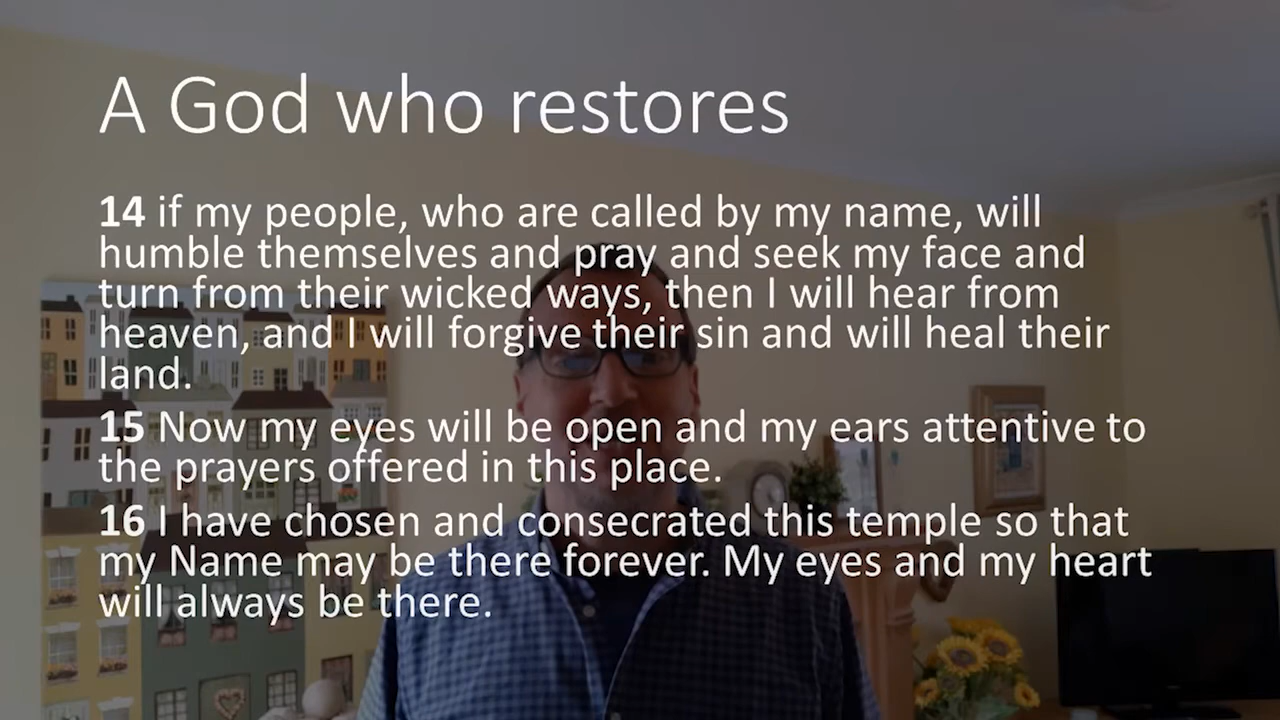 A God who restores
14 if my people, who are called by my name, will
humble themselves and pray and seek my face and
turn from their wicked ways, then I will hear from
heaven, and I will forgive their sin and will heal their
land.
15 Now my eyes will be open and my ears attentive to
the prayers offered in this place.
16 I have chosen and consecrated this temple so that
my Name may be there forever. My eyes and my heart
will always be there.